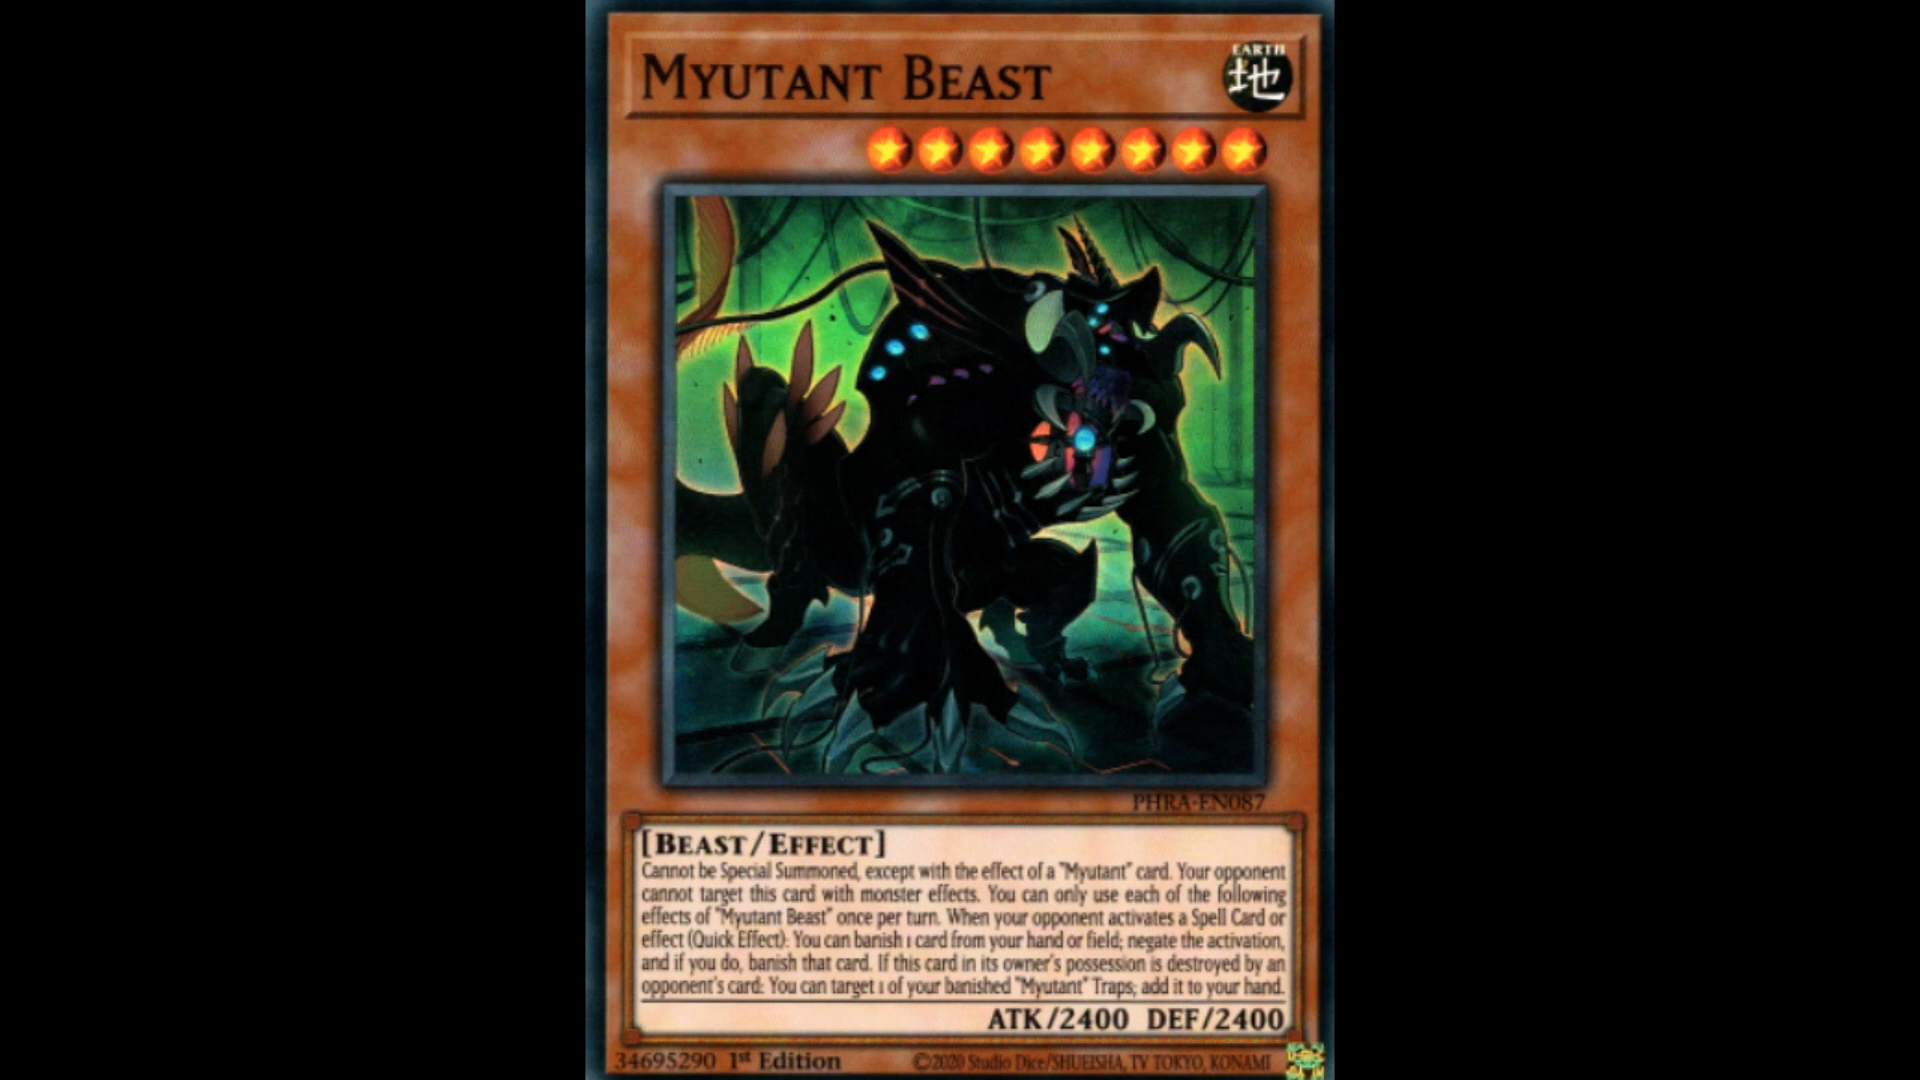 MYUTANT BEAST
EARTH
地
PHRA-EN087
[BEAST/EFFECT]
Cannot be Special Summoned, except with the effect of a "Myutant" card. Your opponent
cannot target this card with monster effects. You can only use each of the following
effects of "Myutant Beast" once per turn. When your opponent activates a Spell Card or
effect (Quick Effect): You can banish 1 card from your hand or field; negate the activation,
and if you do, banish that card. If this card in its owner's possession is destroyed by an
opponent's card: You can target 1 of your banished "Myutant" Traps; add it to your hand.
ATK/2400 DEF/2400
34695290 1st Edition ©2020 Studio Dice/SHUEISHA, TV TOKYO, KONAMI